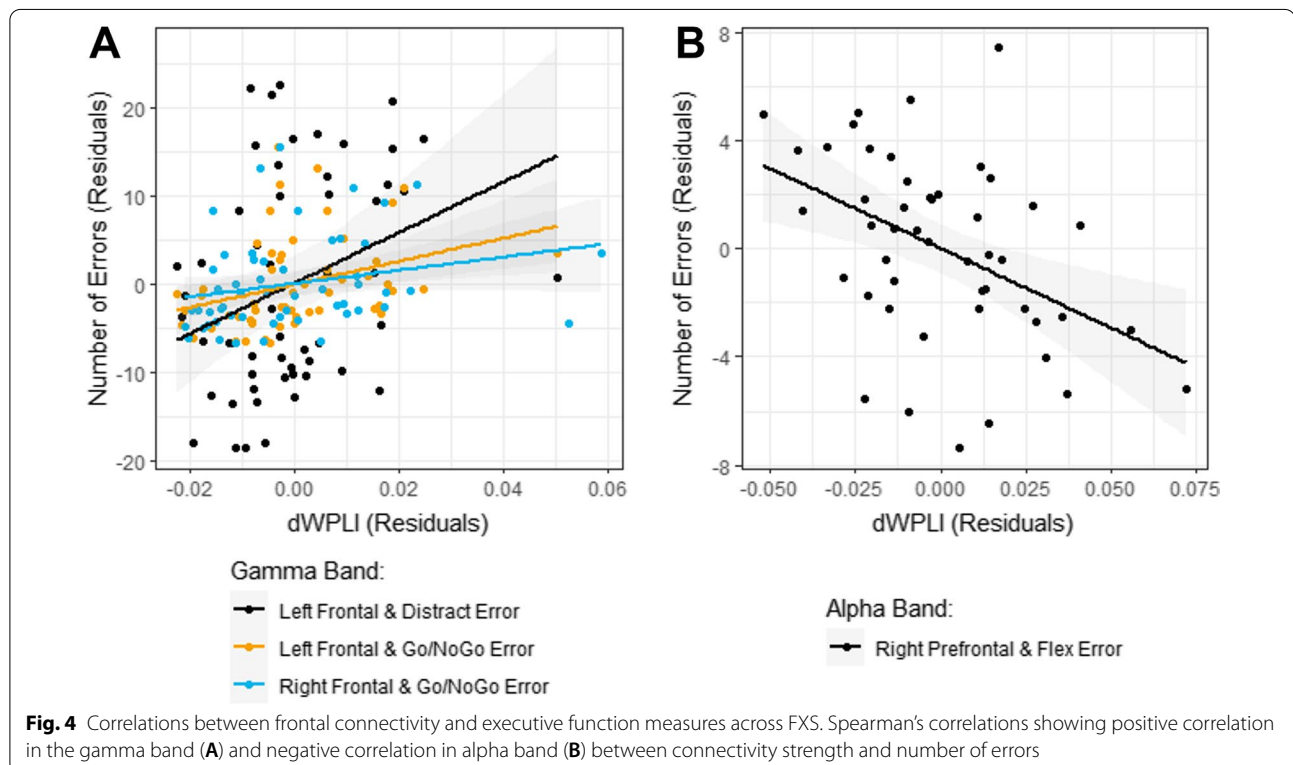 A
B
Number of Errors (Residuals)
20
10
0
-10
-20
-0.02
0.00
0.02
0.04
0.06
dWPLI (Residuals)
Number of Errors (Residuals)
8
4
0
-4
-8
-0.050
-0.025
0.000
0.025
0.050
0.075
dWPLI (Residuals)
Gamma Band:
Left Frontal & Distract Error
Left Frontal & Go/NoGo Error
Right Frontal & Go/NoGo Error
Alpha Band:
Right Prefrontal & Flex Error
Fig. 4 Correlations between frontal connectivity and executive function measures across FXS. Spearman's correlations showing positive correlation
in the gamma band (A) and negative correlation in alpha band (B) between connectivity strength and number of errors